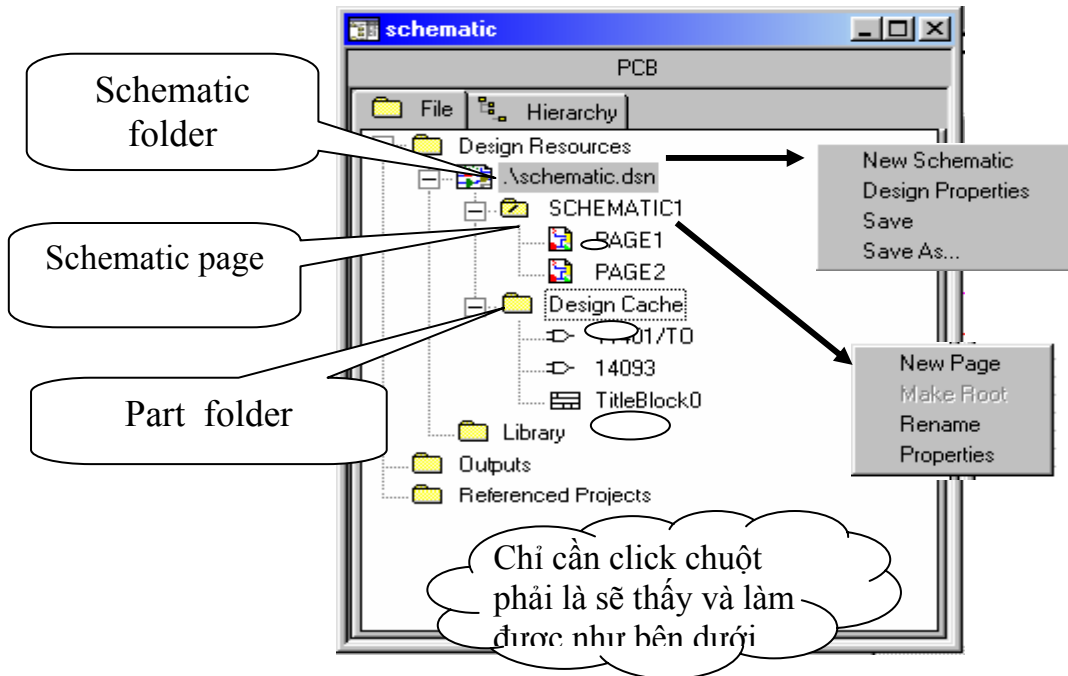 schematic
PCB
File Hierarchy
Schematic
folder
Design Resources
.\schematic.dsn
SCHEMATIC1
PAGE1
PAGE2
Schematic page
Design Cache
14093
TitleBlock0
Part folder
Library
Outputs
Referenced Projects
New Schematic
Design Properties
Save
Save As...
New Page
Make Root
Rename
Properties
Chỉ cần click chuột
phải là sẽ thấy và làm
được như bên dưới